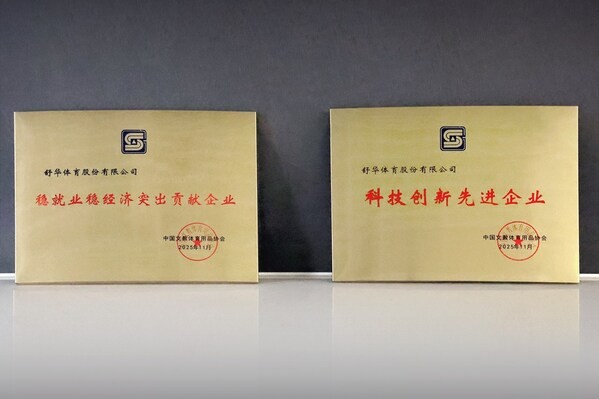 舒华体育股份有限公司
稳就业稳经济突出贡献企业
中国文教体育用品协会
2025年11月
舒华体育股份有限公司
科技创新先进企业
中国文教体育用品协会
2025年11月